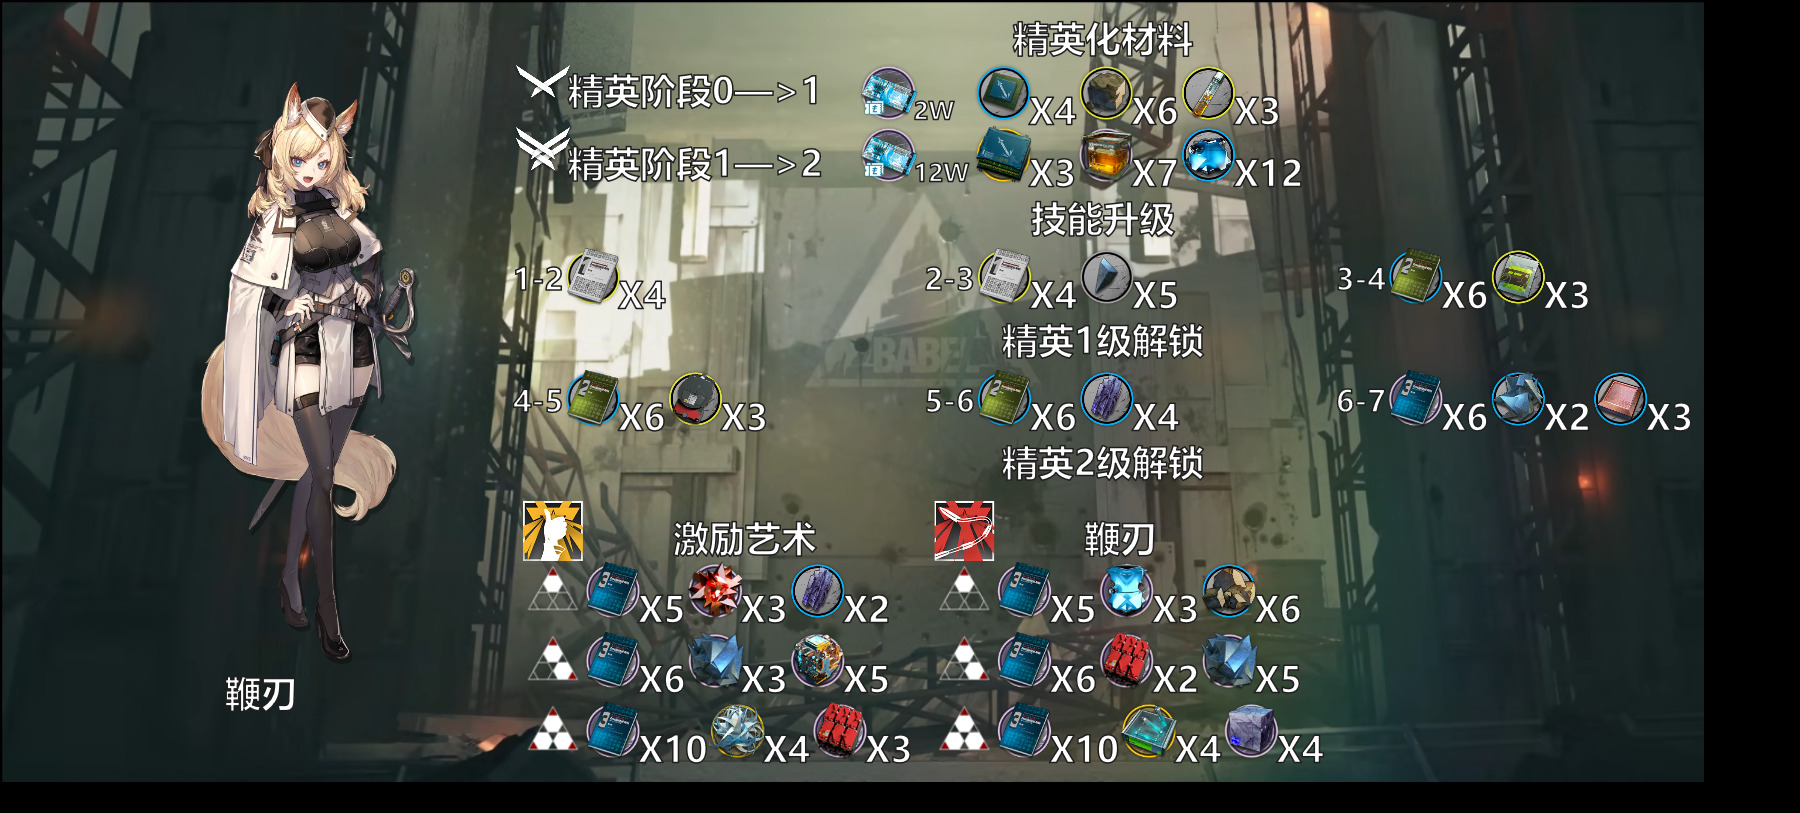 精英化材料
精英阶段0—>1 2W X4 X6 X3
精英阶段1—>2 12W X3 X7 X12
技能升级
1-2 X4 2-3 X4 X5 3-4 X6 X3
精英1级解锁
4-5 X6 X3 5-6 X6 X4 6-7 X6 X2 X3
BABEL
精英2级解锁
激励艺术 鞭刃
X5 X3 X2 X5 X3 X6
X6 X3 X5 X6 X2 X5
鞭刃
X10 X4 X3 X10 X4 X4